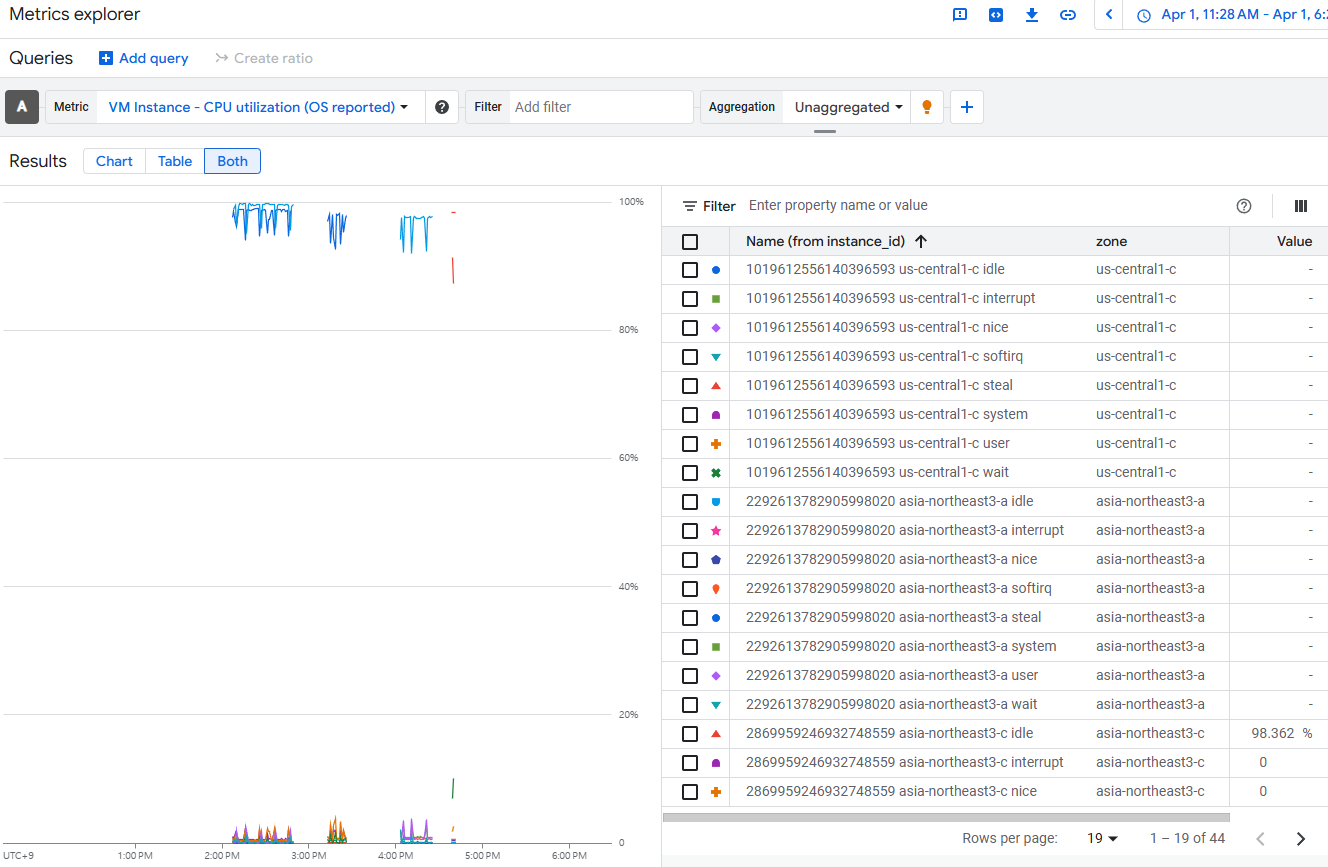 Metrics explorer
Apr 1, 11:28 AM - Apr 1, 6:
Queries Add query Create ratio
A Metric VM Instance - CPU utilization (OS reported) Filter Add filter Aggregation Unaggregated
Results Chart Table Both
100%
80%
60%
40%
20%
0
UTC+9 1:00 PM 2:00 PM 3:00 PM 4:00 PM 5:00 PM 6:00 PM
Filter Enter property name or value
Name (from instance_id) zone Value
1019612556140396593 us-central1-c idle us-central1-c -
1019612556140396593 us-central1-c interrupt us-central1-c -
1019612556140396593 us-central1-c nice us-central1-c -
1019612556140396593 us-central1-c softirq us-central1-c -
1019612556140396593 us-central1-c steal us-central1-c -
1019612556140396593 us-central1-c system us-central1-c -
1019612556140396593 us-central1-c user us-central1-c -
1019612556140396593 us-central1-c wait us-central1-c -
2292613782905998020 asia-northeast3-a idle asia-northeast3-a -
2292613782905998020 asia-northeast3-a interrupt asia-northeast3-a -
2292613782905998020 asia-northeast3-a nice asia-northeast3-a -
2292613782905998020 asia-northeast3-a softirq asia-northeast3-a -
2292613782905998020 asia-northeast3-a steal asia-northeast3-a -
2292613782905998020 asia-northeast3-a system asia-northeast3-a -
2292613782905998020 asia-northeast3-a user asia-northeast3-a -
2292613782905998020 asia-northeast3-a wait asia-northeast3-a -
2869959246932748559 asia-northeast3-c idle asia-northeast3-c 98.362 %
2869959246932748559 asia-northeast3-c interrupt asia-northeast3-c 0
2869959246932748559 asia-northeast3-c nice asia-northeast3-c 0
Rows per page: 19 1 – 19 of 44